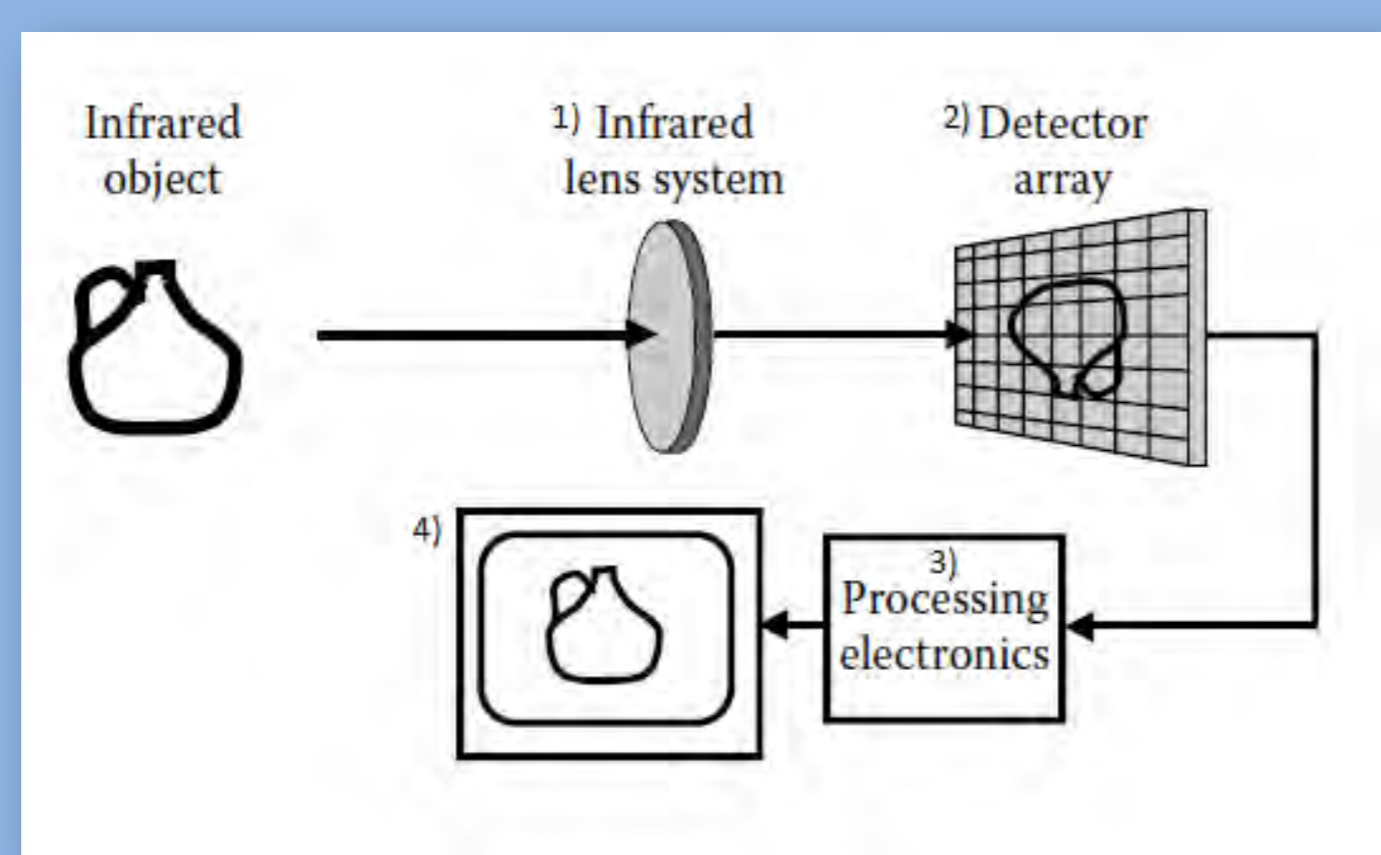 Infrared
object
1) Infrared
lens system
2) Detector
array
4)
3)
Processing
electronics